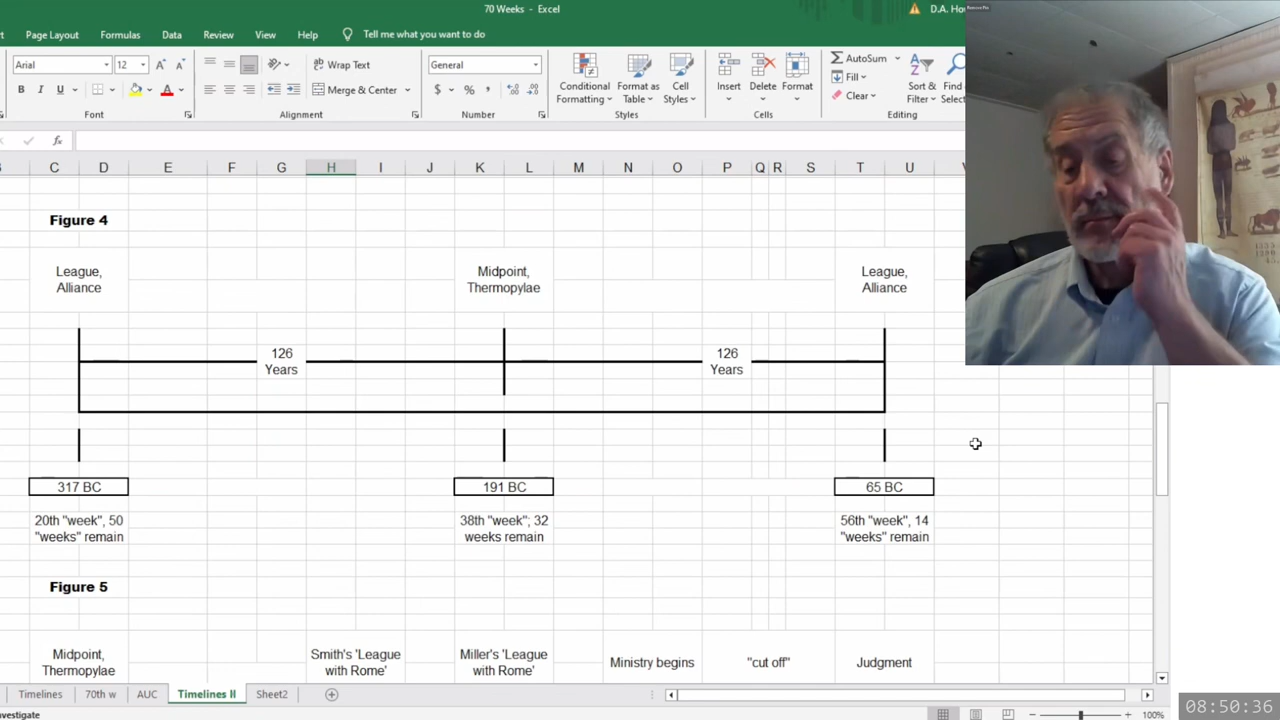 70 Weeks - Excel
D.A. Ho
Page Layout Formulas Data Review View Help Tell me what you want to do
Arial 12 Wrap Text General AutoSum
B I U Merge & Center $ % Fill
Conditional Formatting Format as Table Cell Styles Insert Delete Format Clear Sort & Filter Find Select
Font Alignment Number Styles Cells Editing
fx
C D E F G H I J K L M N O P Q R S T U
Figure 4
League, Midpoint, League,
Alliance Thermopylae Alliance
126 126
Years Years
317 BC 191 BC 65 BC
20th "week", 50 38th "week"; 32 56th "week", 14
"weeks" remain weeks remain "weeks" remain
Figure 5
Midpoint, Smith's 'League Miller's 'League Ministry begins "cut off" Judgment
Thermopylae with Rome' with Rome'
Timelines 70th w AUC Timelines II Sheet2
nvestigate 100%
08:50:36